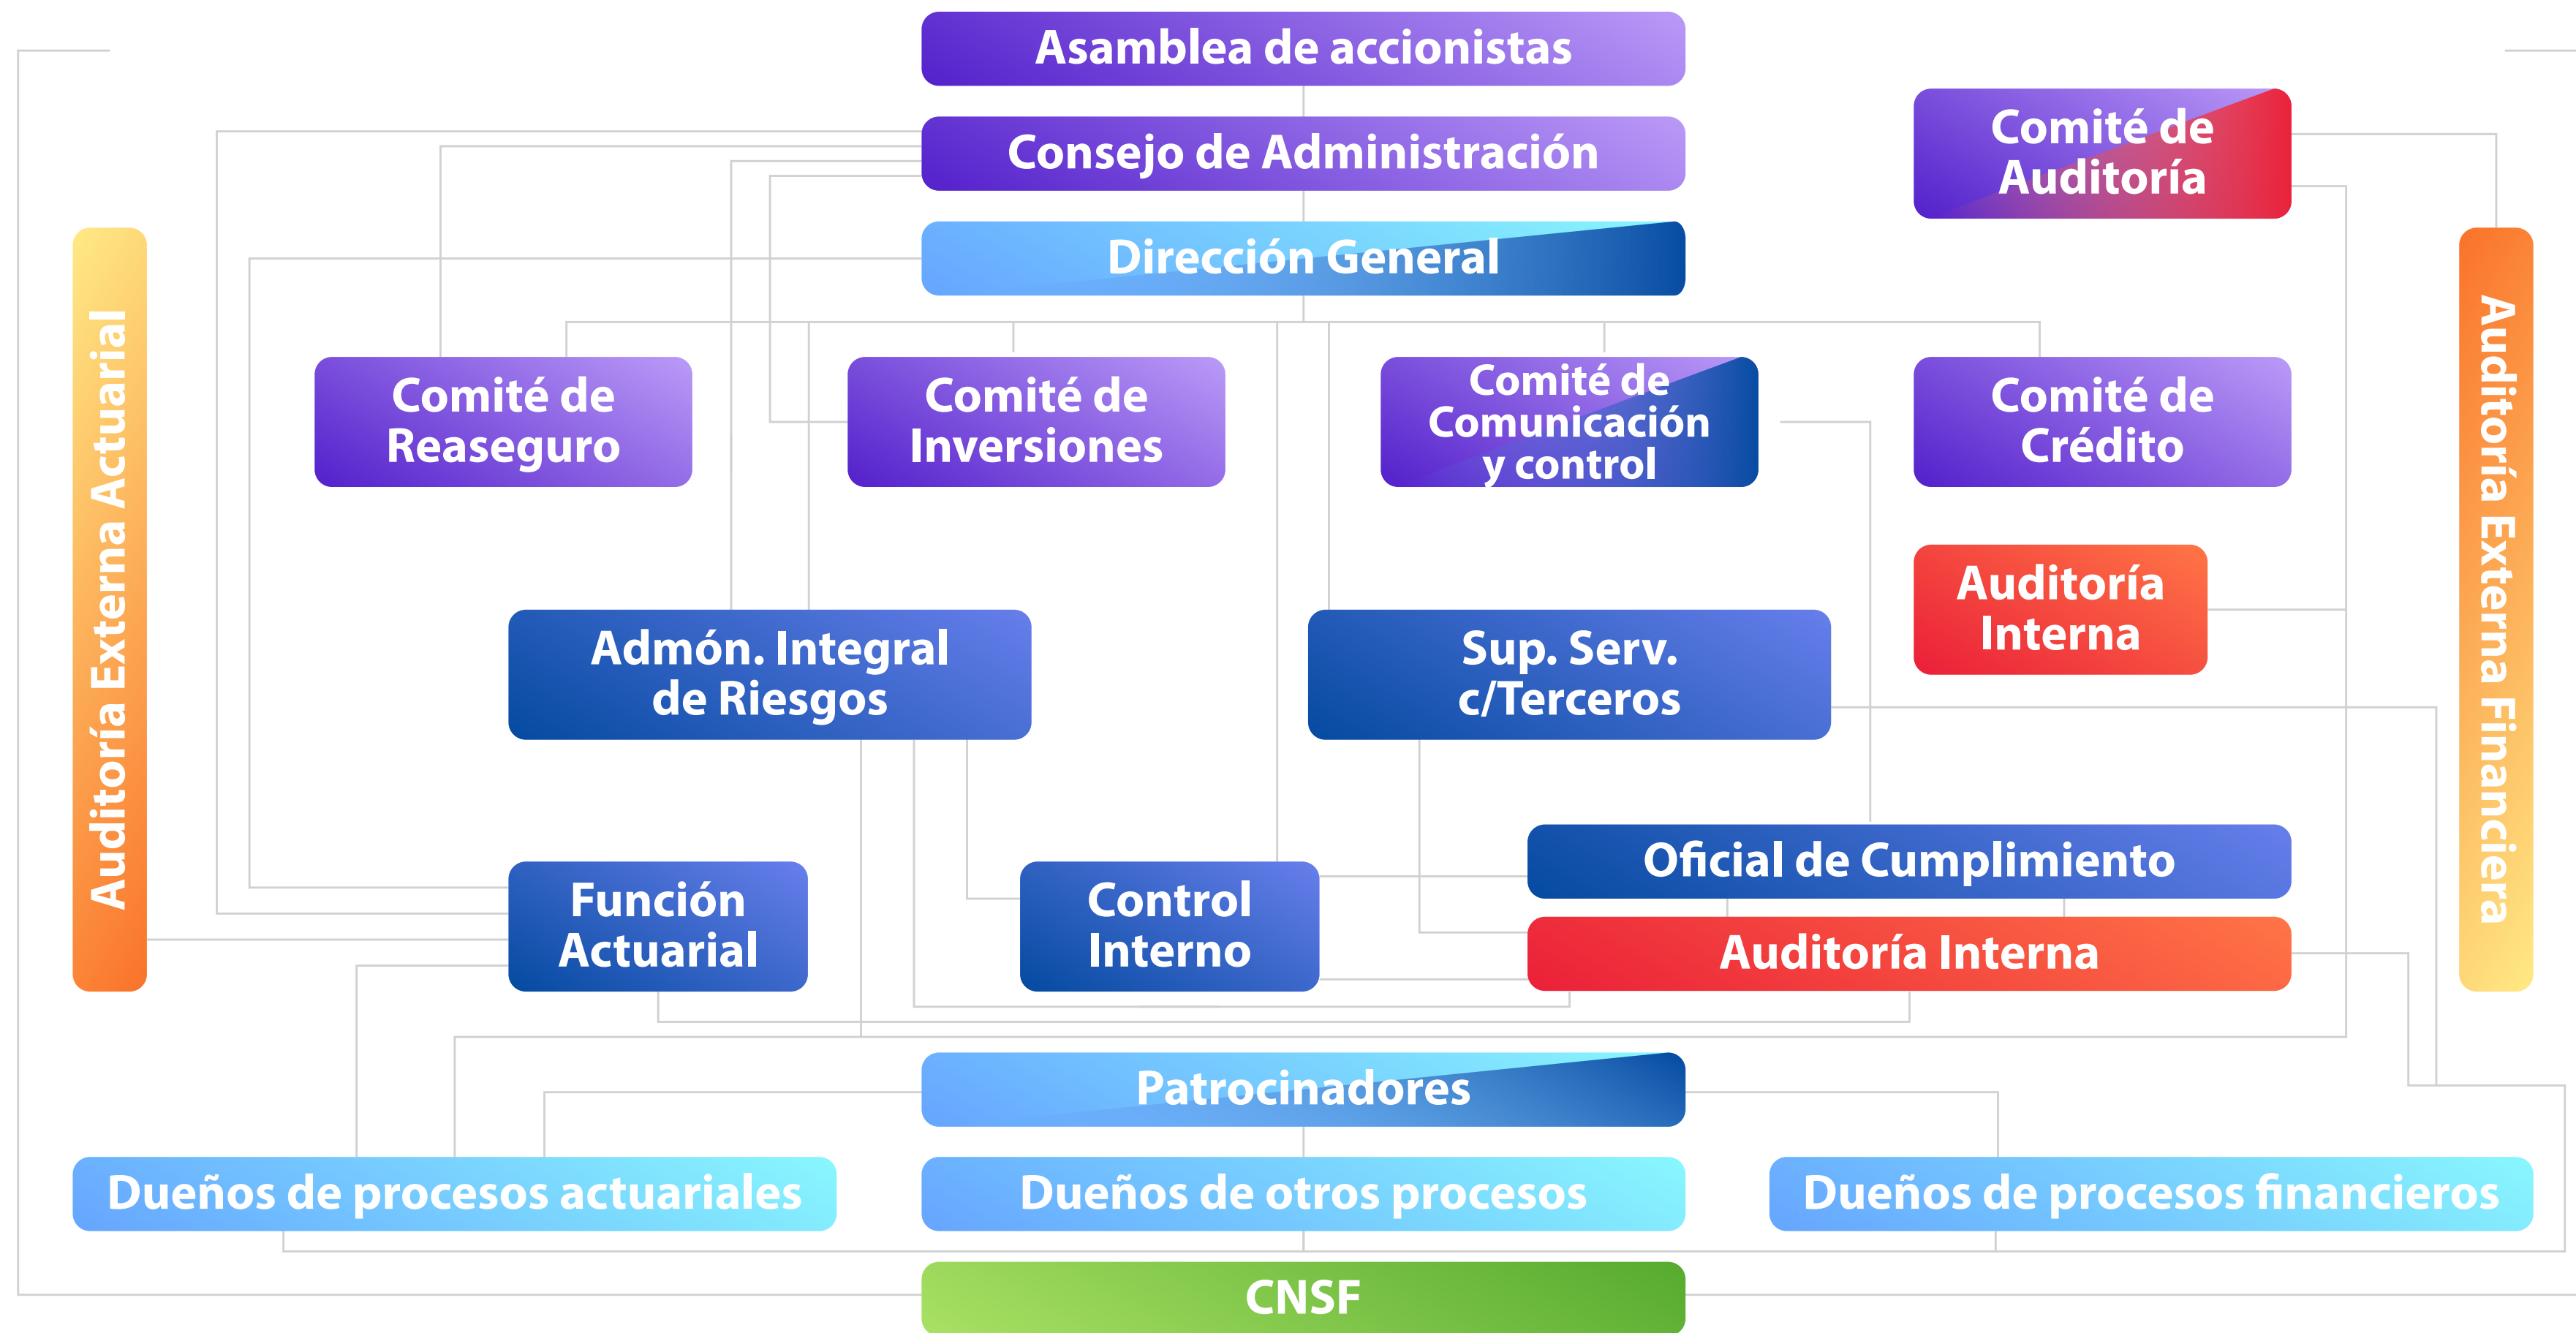 Asamblea de accionistas
Consejo de Administración
Comité de
Auditoría
Dirección General
Auditoría Externa Actuarial
Auditoría Externa Financiera
Comité de
Reaseguro
Comité de
Inversiones
Comité de
Comunicación
y control
Comité de
Crédito
Auditoría
Interna
Admón. Integral
de Riesgos
Sup. Serv.
c/Terceros
Oficial de Cumplimiento
Función
Actuarial
Control
Interno
Auditoría Interna
Patrocinadores
Dueños de procesos actuariales
Dueños de otros procesos
Dueños de procesos financieros
CNSF